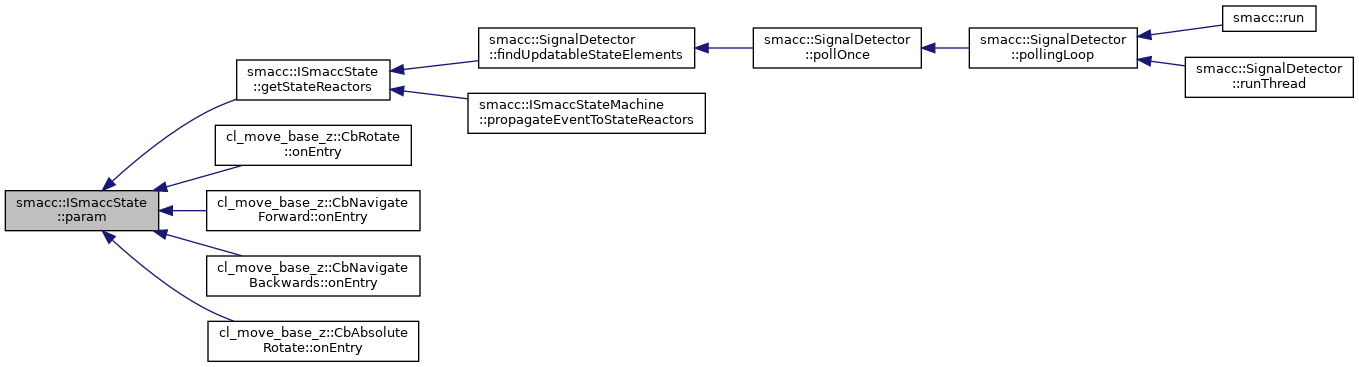 smacc::ISmaccState
::param
smacc::ISmaccState
::getStateReactors
cl_move_base_z::CbRotate
::onEntry
cl_move_base_z::CbNavigate
Forward::onEntry
cl_move_base_z::CbNavigate
Backwards::onEntry
cl_move_base_z::CbAbsolute
Rotate::onEntry
smacc::SignalDetector
::findUpdatableStateElements
smacc::ISmaccStateMachine
::propagateEventToStateReactors
smacc::SignalDetector
::pollOnce
smacc::SignalDetector
::pollingLoop
smacc::run
smacc::SignalDetector
::runThread